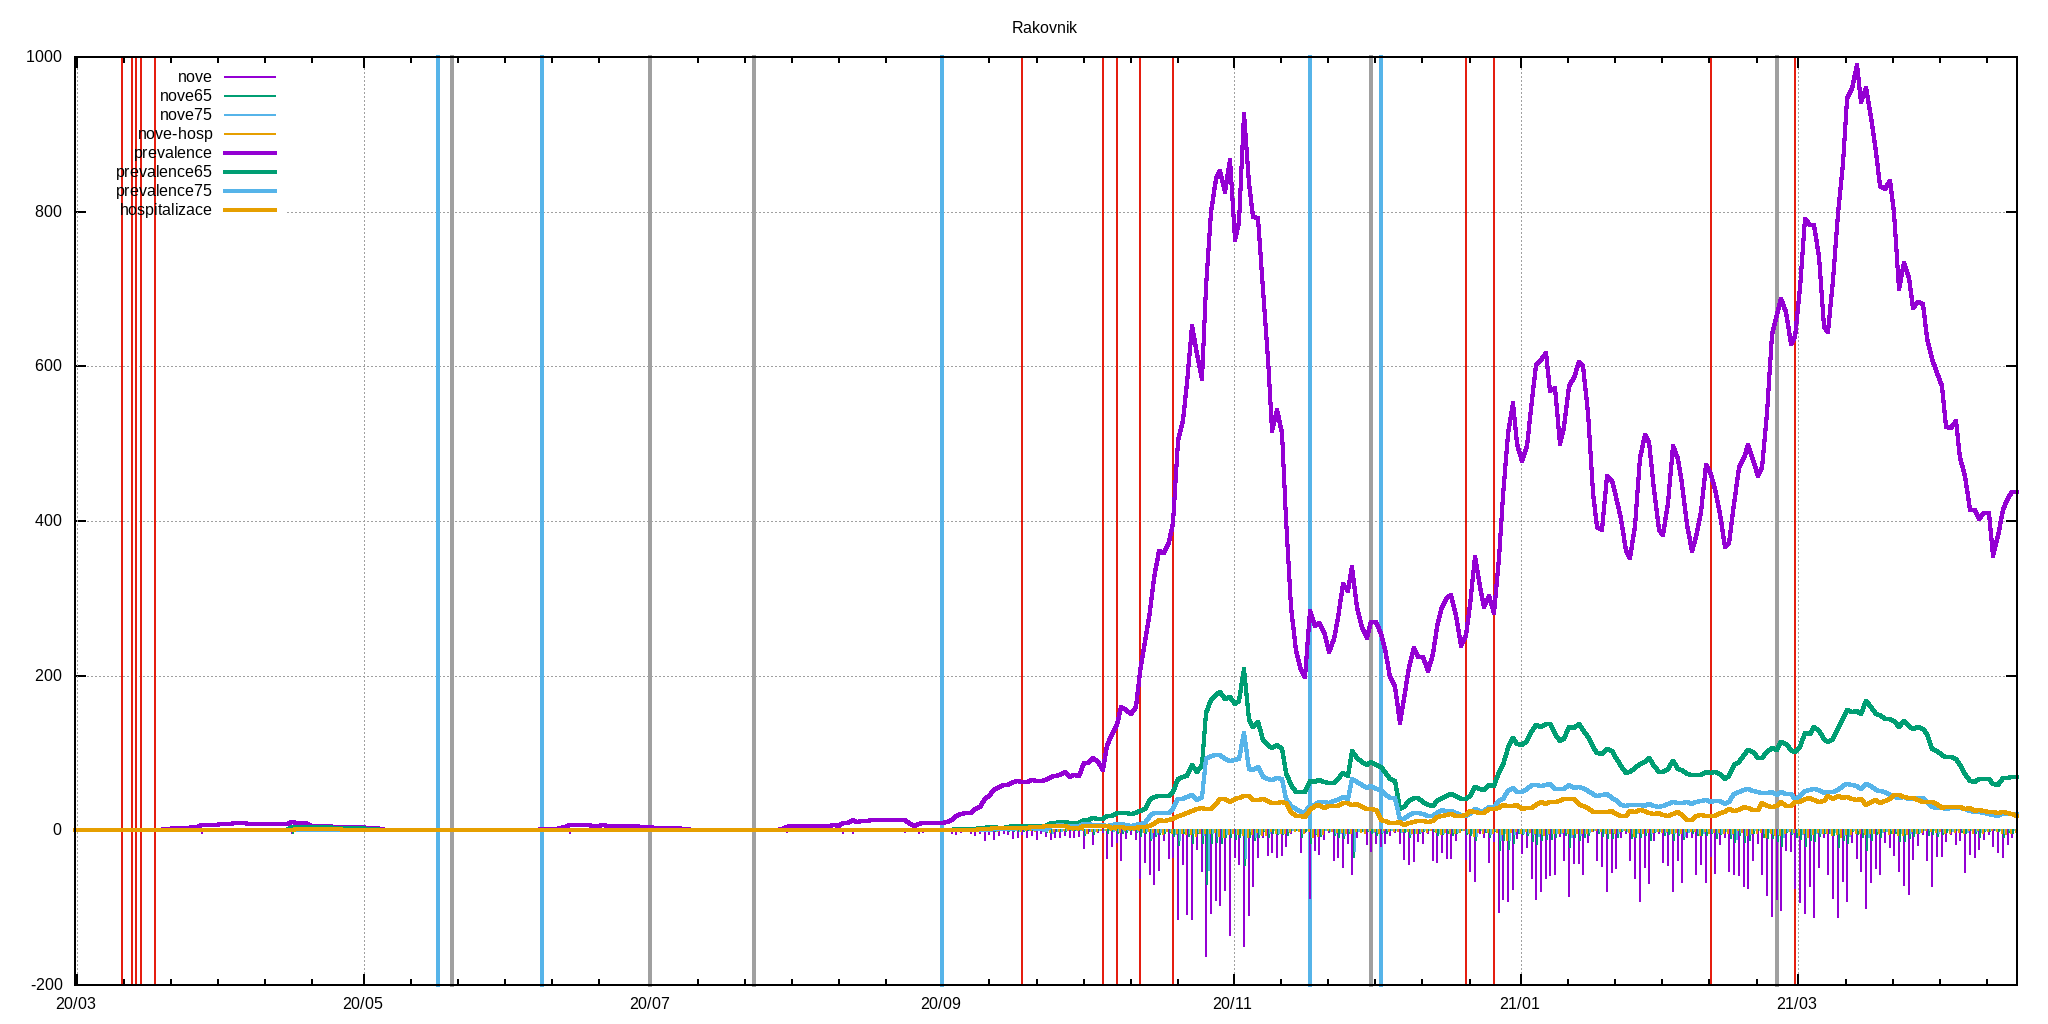 Rakovnik
1000
800
600
400
200
0
-200
nove
nove65
nove75
nove-hosp
prevalence
prevalence65
prevalence75
hospitalizace
20/03 20/05 20/07 20/09 20/11 21/01 21/03